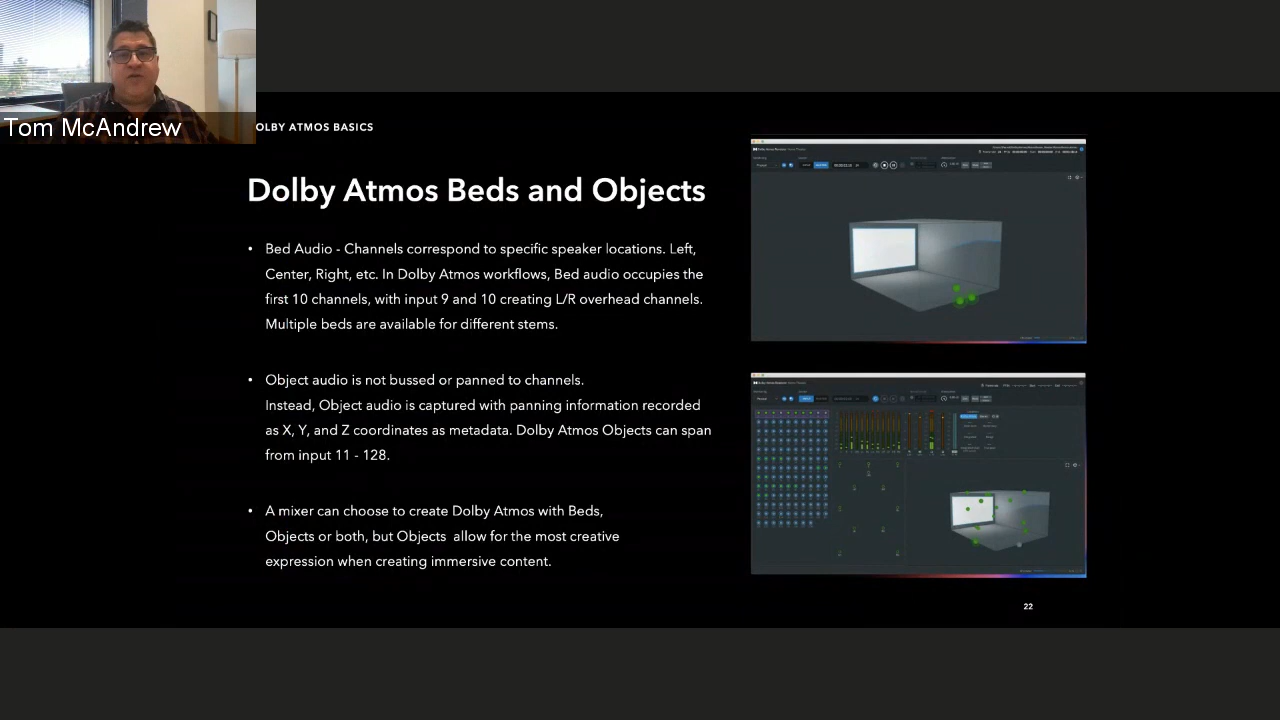 Tom McAndrew
OLBY ATMOS BASICS
Dolby Atmos Beds and Objects
• Bed Audio - Channels correspond to specific speaker locations. Left,
Center, Right, etc. In Dolby Atmos workflows, Bed audio occupies the
first 10 channels, with input 9 and 10 creating L/R overhead channels.
Multiple beds are available for different stems.
• Object audio is not bussed or panned to channels.
Instead, Object audio is captured with panning information recorded
as X, Y, and Z coordinates as metadata. Dolby Atmos Objects can span
from input 11 - 128.
• A mixer can choose to create Dolby Atmos with Beds,
Objects or both, but Objects allow for the most creative
expression when creating immersive content.
22